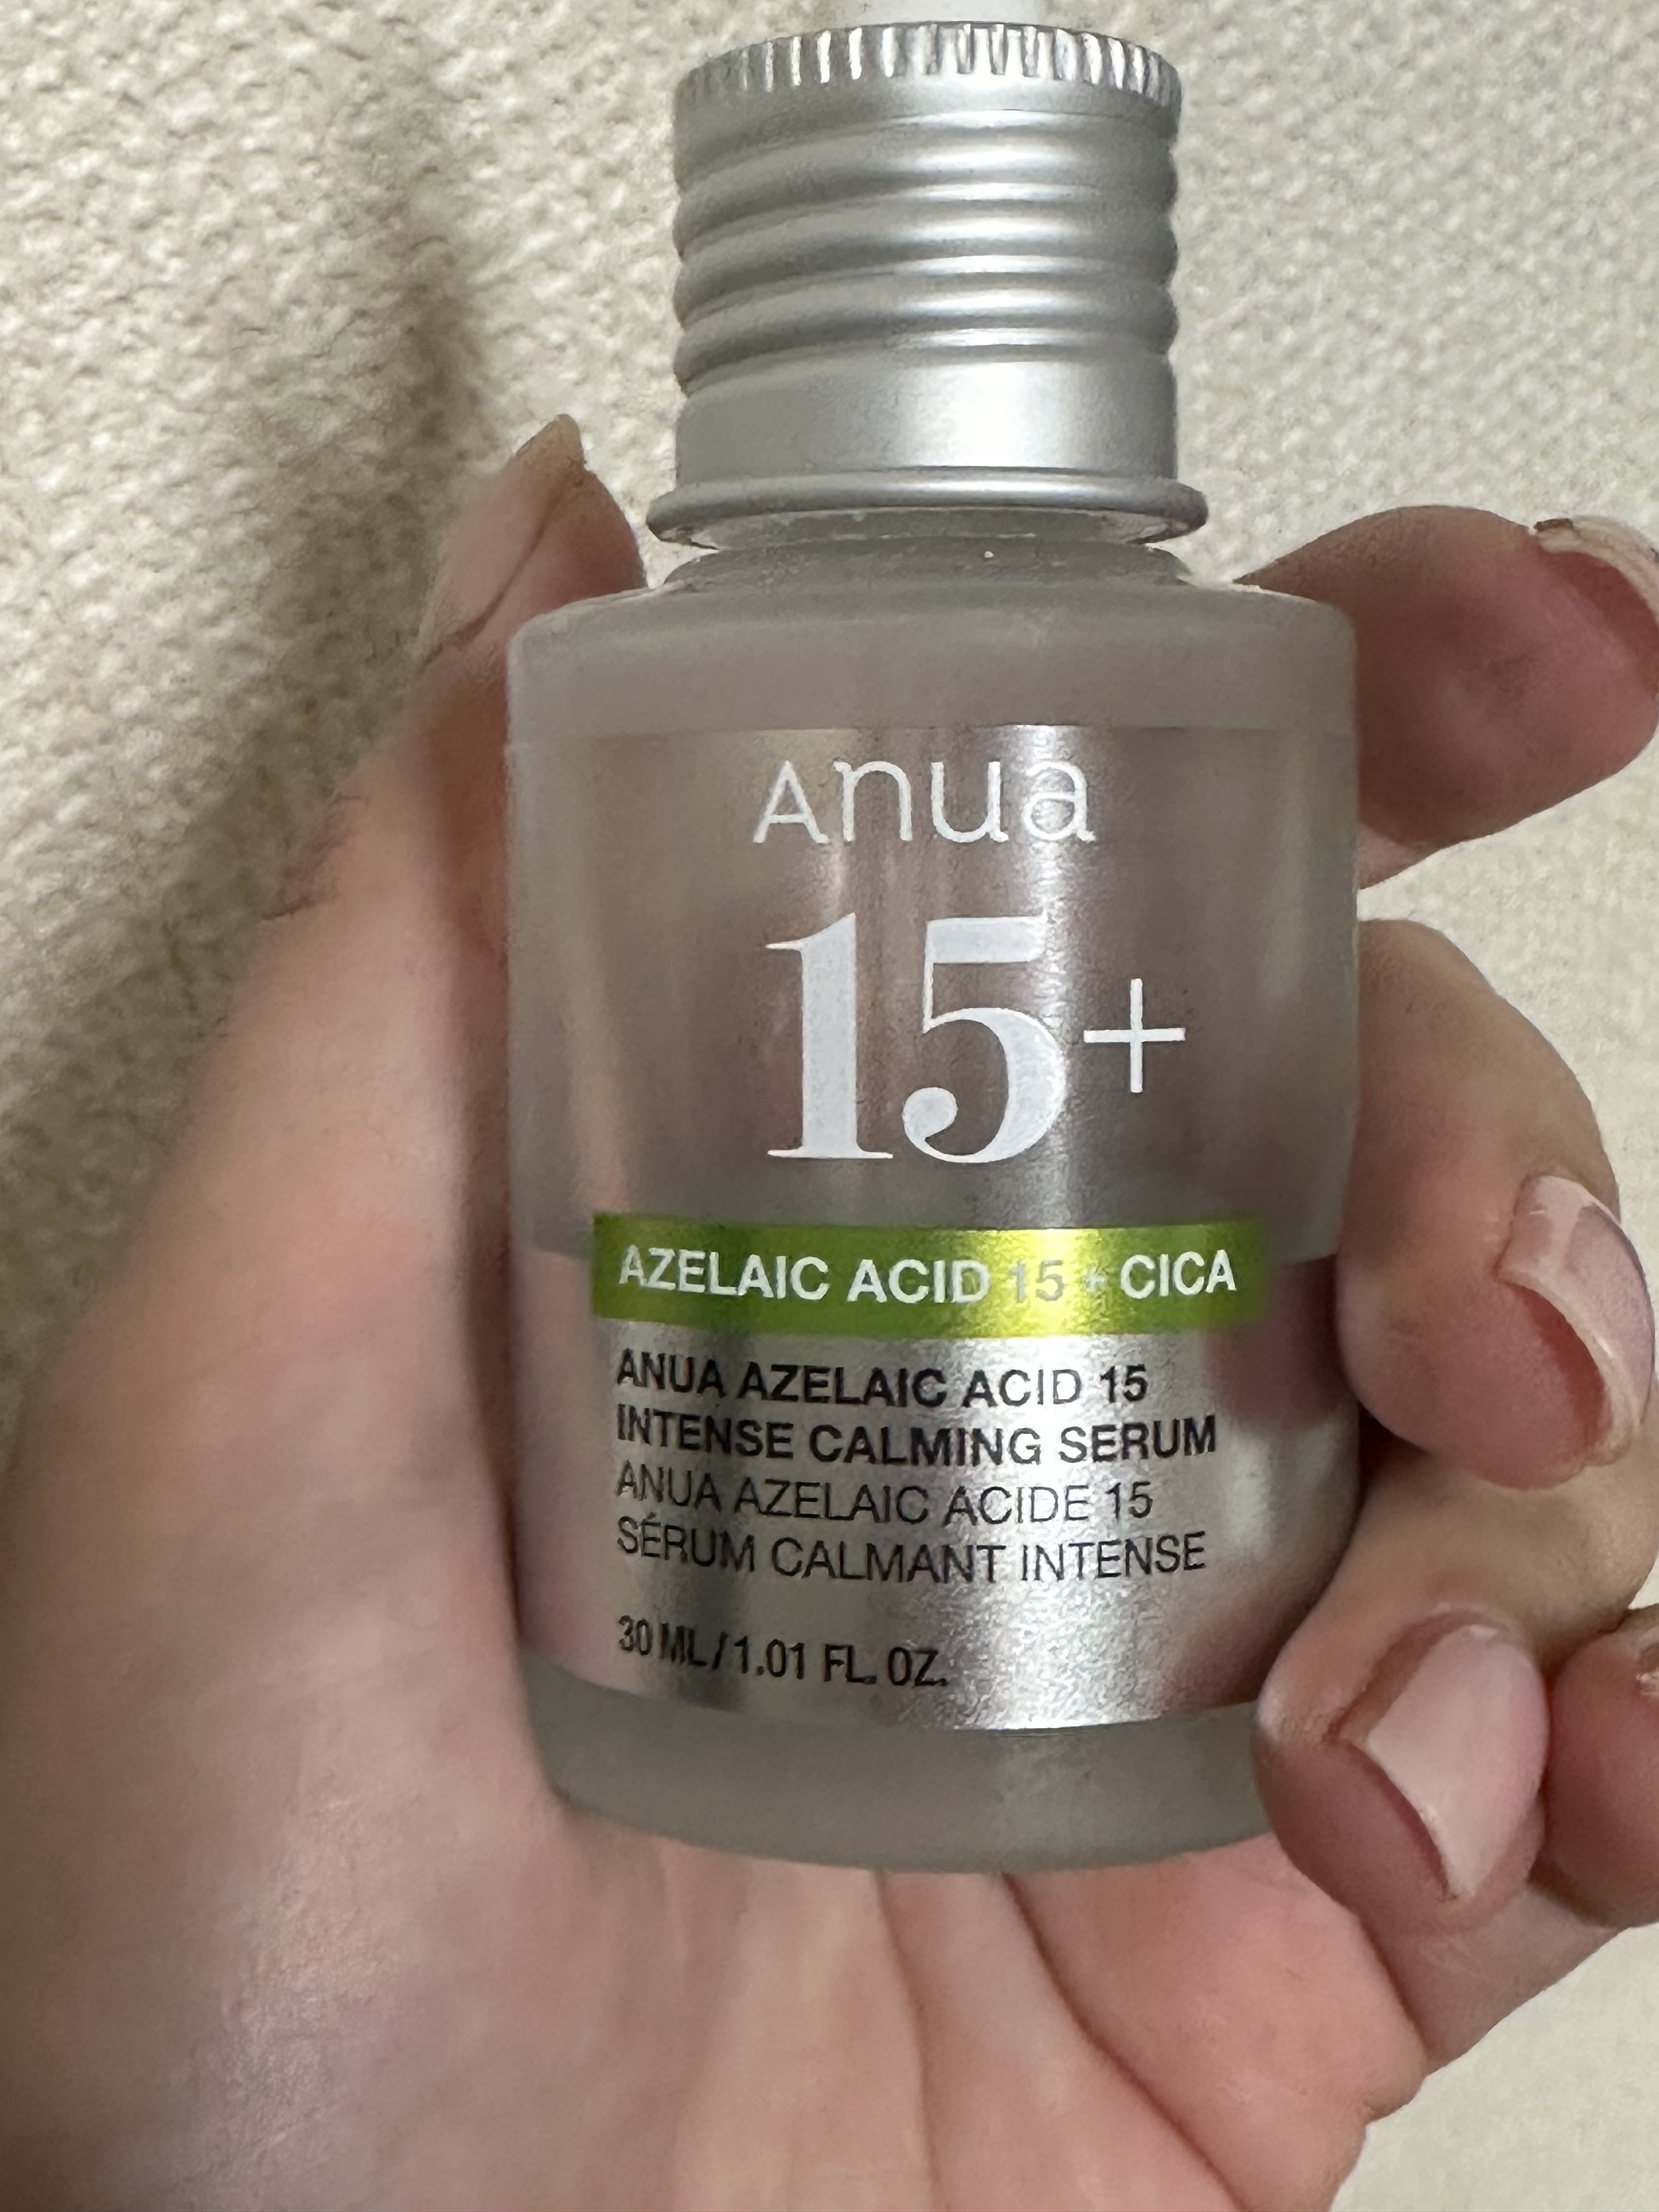 Anua
15+
AZELAIC ACID 15 + CICA
ANUA AZELAIC ACID 15
INTENSE CALMING SERUM
ANUA AZELAIC ACIDE 15
SÉRUM CALMANT INTENSE
30 ML / 1.01 FL. OZ.